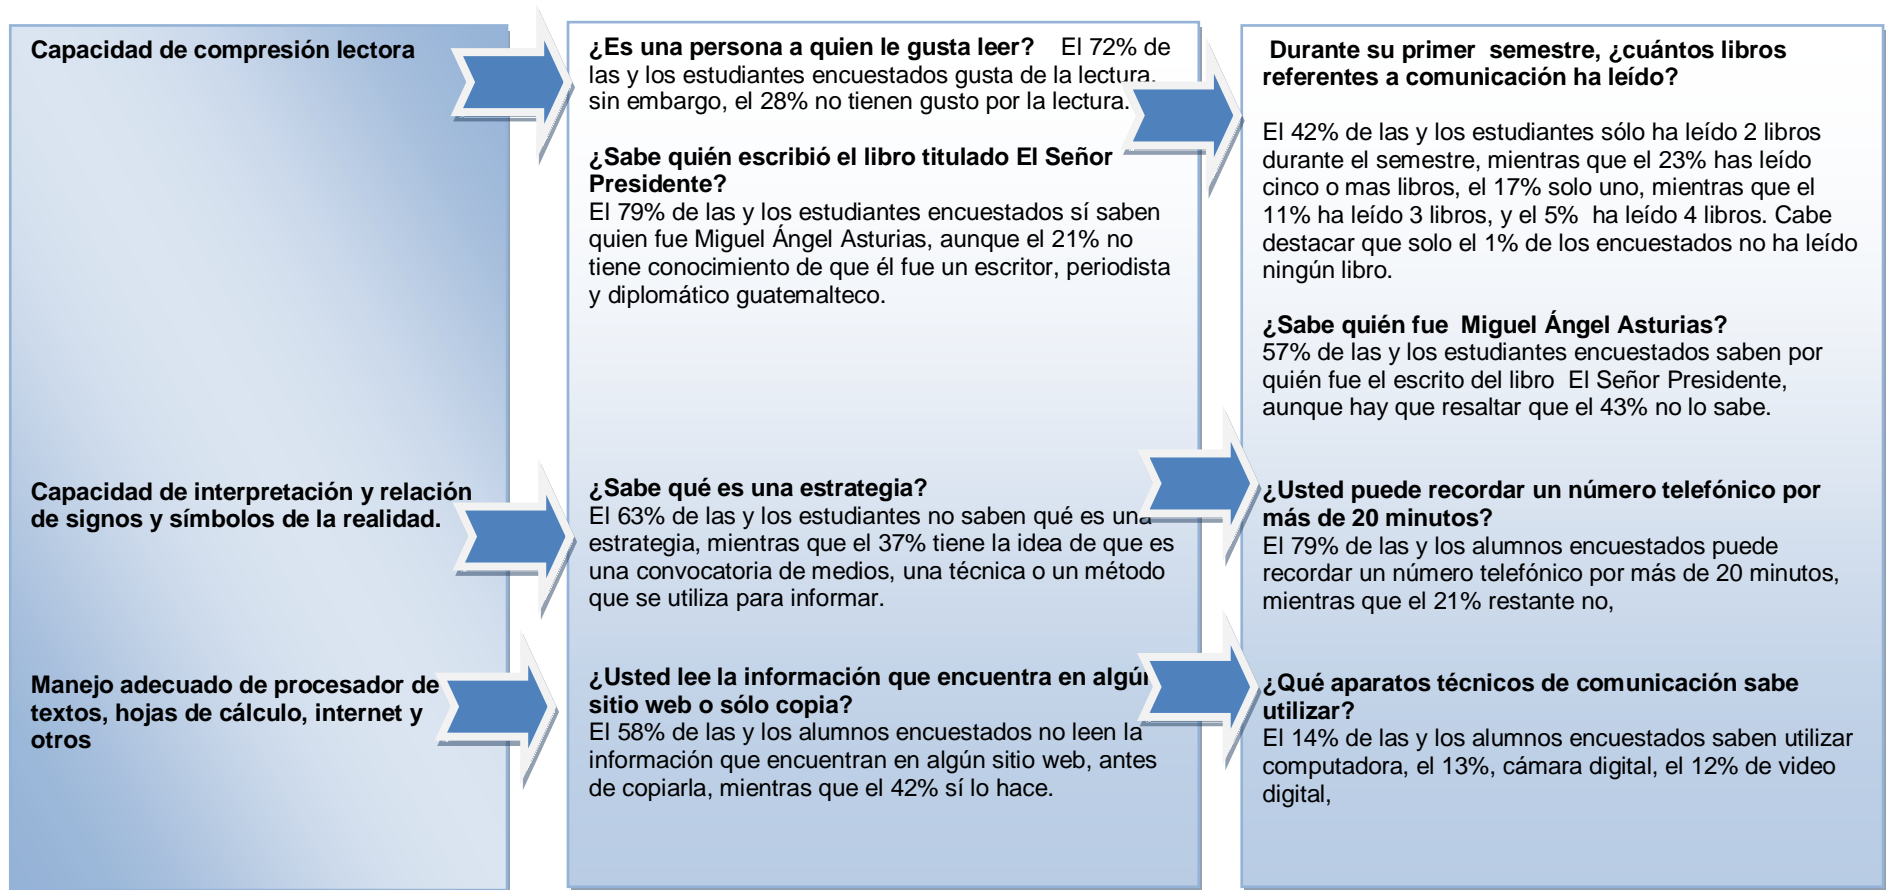 Capacidad de compresión lectora
¿Es una persona a quien le gusta leer? El 72% de
las y los estudiantes encuestados gusta de la lectura,
sin embargo, el 28% no tienen gusto por la lectura.
¿Sabe quién escribió el libro titulado El Señor
Presidente?
El 79% de las y los estudiantes encuestados sí saben
quien fue Miguel Ángel Asturias, aunque el 21% no
tiene conocimiento de que él fue un escritor, periodista
y diplomático guatemalteco.
Durante su primer semestre, ¿cuántos libros
referentes a comunicación ha leído?
El 42% de las y los estudiantes sólo ha leído 2 libros
durante el semestre, mientras que el 23% has leído
cinco o mas libros, el 17% solo uno, mientras que el
11% ha leído 3 libros, y el 5% ha leído 4 libros. Cabe
destacar que solo el 1% de los encuestados no ha leído
ningún libro.
¿Sabe quién fue Miguel Ángel Asturias?
57% de las y los estudiantes encuestados saben por
quién fue el escrito del libro El Señor Presidente,
aunque hay que resaltar que el 43% no lo sabe.
Capacidad de interpretación y relación
de signos y símbolos de la realidad.
¿Sabe qué es una estrategia?
El 63% de las y los estudiantes no saben qué es una
estrategia, mientras que el 37% tiene la idea de que es
una convocatoria de medios, una técnica o un método
que se utiliza para informar.
¿Usted puede recordar un número telefónico por
más de 20 minutos?
El 79% de las y los alumnos encuestados puede
recordar un número telefónico por más de 20 minutos,
mientras que el 21% restante no,
Manejo adecuado de procesador de
textos, hojas de cálculo, internet y
otros
¿Usted lee la información que encuentra en algún
sitio web o sólo copia?
El 58% de las y los alumnos encuestados no leen la
información que encuentran en algún sitio web, antes
de copiarla, mientras que el 42% sí lo hace.
¿Qué aparatos técnicos de comunicación sabe
utilizar?
El 14% de las y los alumnos encuestados saben utilizar
computadora, el 13%, cámara digital, el 12% de video
digital,